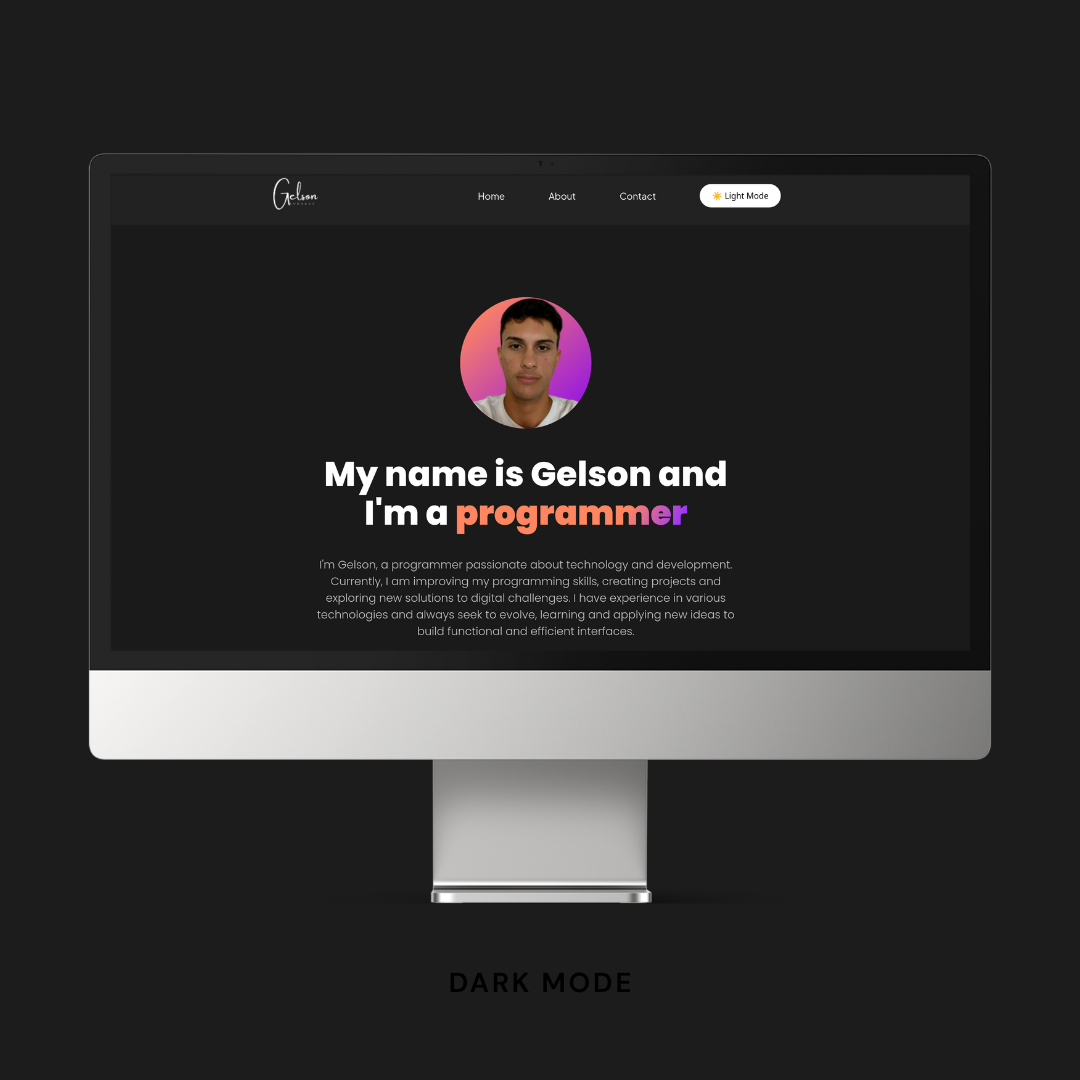 Gelson
Home About Contact ☀️ Light Mode
My name is Gelson and
I'm a programmer
I'm Gelson, a programmer passionate about technology and development.
Currently, I am improving my programming skills, creating projects and
exploring new solutions to digital challenges. I have experience in various
technologies and always seek to evolve, learning and applying new ideas to
build functional and efficient interfaces.
DARK MODE